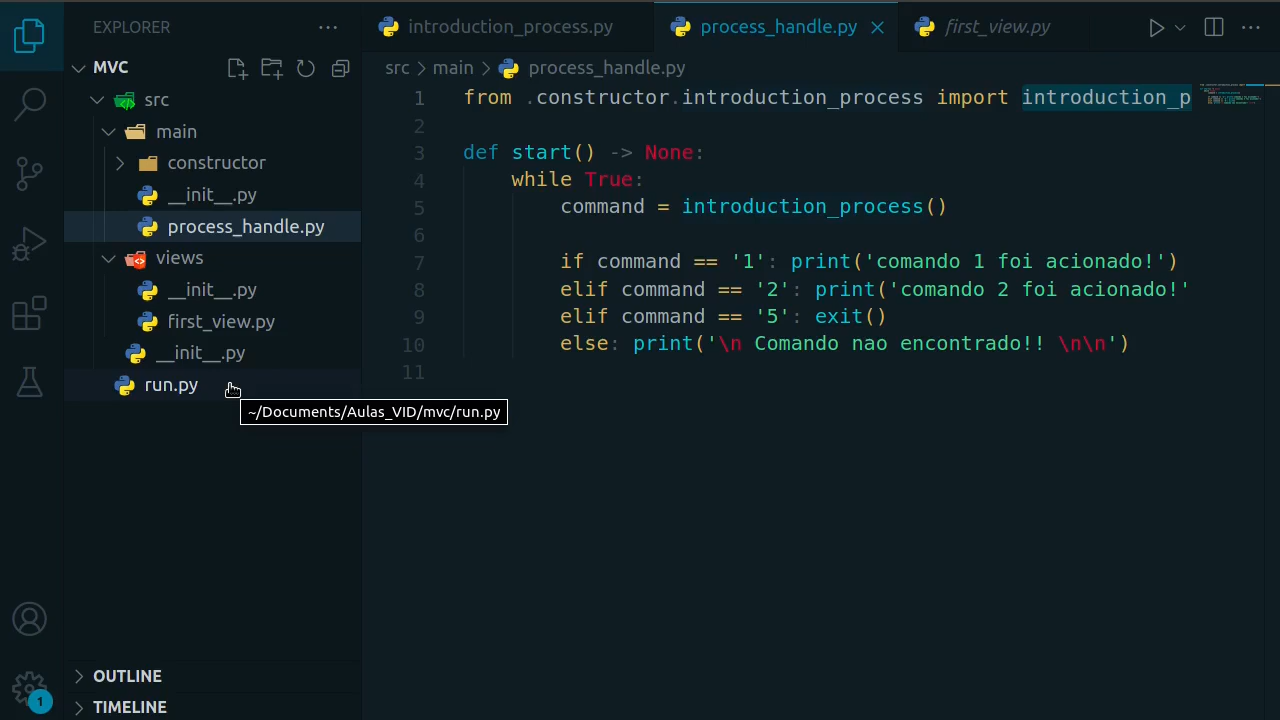 EXPLORER
MVC
src
main
constructor
__init__.py
process_handle.py
views
__init__.py
first_view.py
__init__.py
run.py
~/Documents/Aulas_VID/mvc/run.py
OUTLINE
TIMELINE
1
introduction_process.py
process_handle.py
first_view.py
src > main > process_handle.py
1 from .constructor.introduction_process import introduction_p
2
3 def start() -> None:
4 while True:
5 command = introduction_process()
6
7 if command == '1': print('comando 1 foi acionado!')
8 elif command == '2': print('comando 2 foi acionado!'
9 elif command == '5': exit()
10 else: print('\n Comando nao encontrado!! \n\n')
11